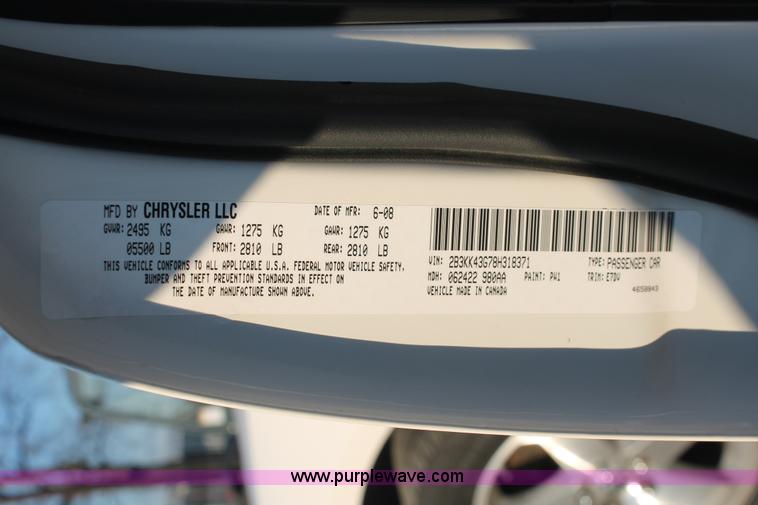 MFD BY CHRYSLER LLC DATE OF MFR: 6-08
GVWR: 2495 KG GAWR: 1275 KG GAWR: 1275 KG
05500 LB FRONT: 2810 LB REAR: 2810 LB
THIS VEHICLE CONFORMS TO ALL APPLICABLE U.S.A. FEDERAL MOTOR VEHICLE SAFETY,
BUMPER AND THEFT PREVENTION STANDARDS IN EFFECT ON
THE DATE OF MANUFACTURE SHOWN ABOVE.
VIN: 2B3KK43G78H318371 TYPE: PASSENGER CAR
MDH: 062422 980AA PAINT: PW1 TRIM: E7DV
VEHICLE MADE IN CANADA 4658843
www.purplewave.com